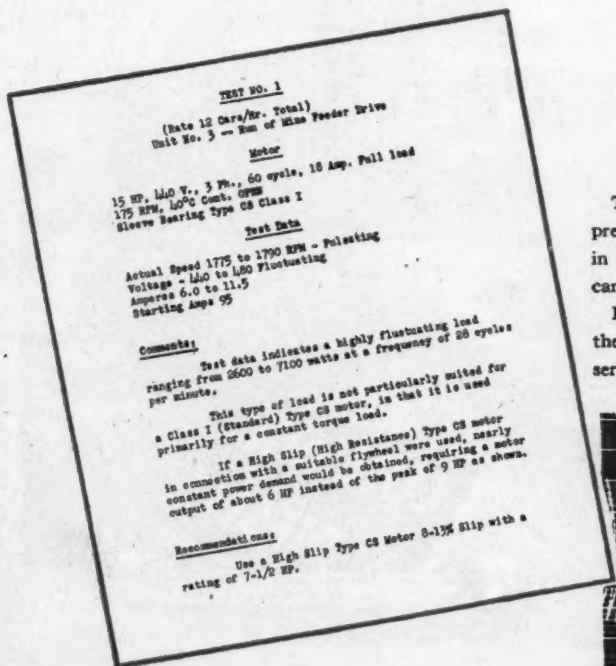 TEST NO. 1
(Rate 12 Cars/Hr. Total)
Unit No. 3 -- Run of Mine Feeder Drive
Motor
15 HP, 440 V., 3 Ph., 60 cycle, 18 Amp. Full load
175 RPM, 40°C Cont. OPEN
Sleeve Bearing Type CS Class I
Test Data
Actual Speed 1775 to 1790 RPM - Pulsating
Voltage - 440 to 480 Fluctuating
Amperes 6.0 to 11.5
Starting Amps 95
Comments:
Test data indicates a highly fluctuating load
ranging from 2600 to 7100 watts at a frequency of 28 cycles
per minute.
This type of load is not particularly suited for
a Class I (Standard) Type CS motor, in that it is used
primarily for a constant torque load.
If a High Slip (High Resistance) Type CS motor
in connection with a suitable flywheel were used, nearly
constant power demand would be obtained, requiring a motor
output of about 6 HP instead of the peak of 9 HP as shown.
Recommendations:
Use a High Slip Type CS Motor 8-13% Slip with a
rating of 7-1/2 HP.
pre
in
can
the
ser